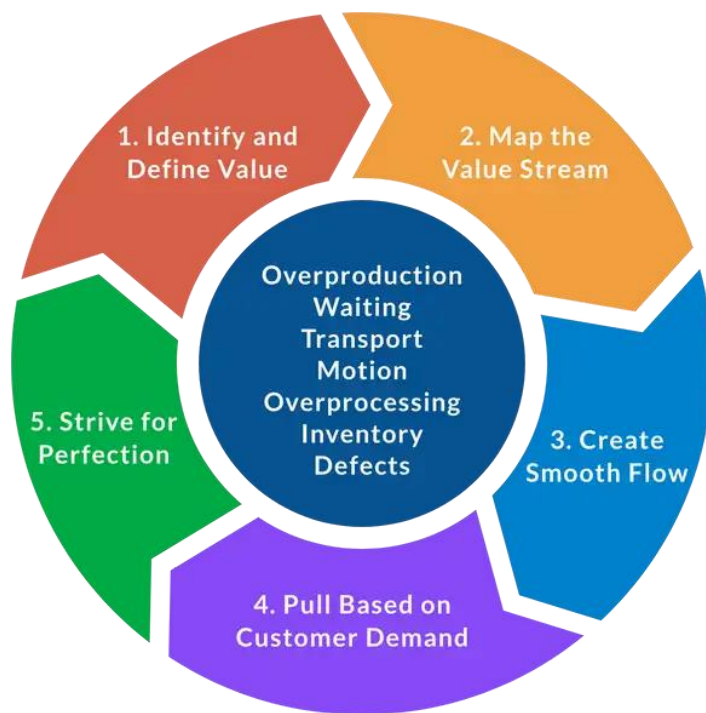 1. Identify and
Define Value
2. Map the
Value Stream
3. Create
Smooth Flow
4. Pull Based on
Customer Demand
5. Strive for
Perfection
Overproduction
Waiting
Transport
Motion
Overprocessing
Inventory
Defects